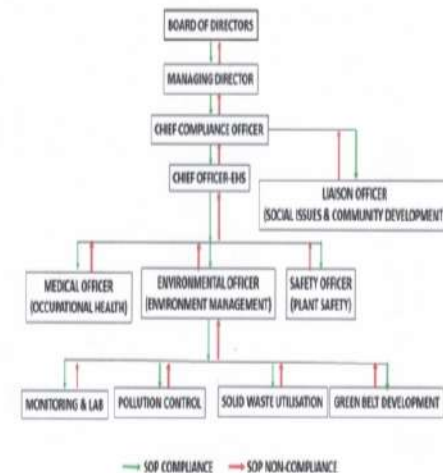 BOARD OF DIRECTORS
MANAGING DIRECTOR
CHIEF COMPLIANCE OFFICER
CHIEF OFFICER-EHS
LIAISON OFFICER
(SOCIAL ISSUES & COMMUNITY DEVELOPMENT
MEDICAL OFFICER
(OCCUPATIONAL HEALTH)
ENVIRONMENTAL OFFICER
(ENVIRONMENT MANAGEMENT)
SAFETY OFFICER
(PLANT SAFETY)
MONITORING & LAB
POLLUTION CONTROL
SOLID WASTE UTILISATION
GREEN BELT DEVELOPMENT
SOP COMPLIANCE
SOP NON-COMPLIANCE